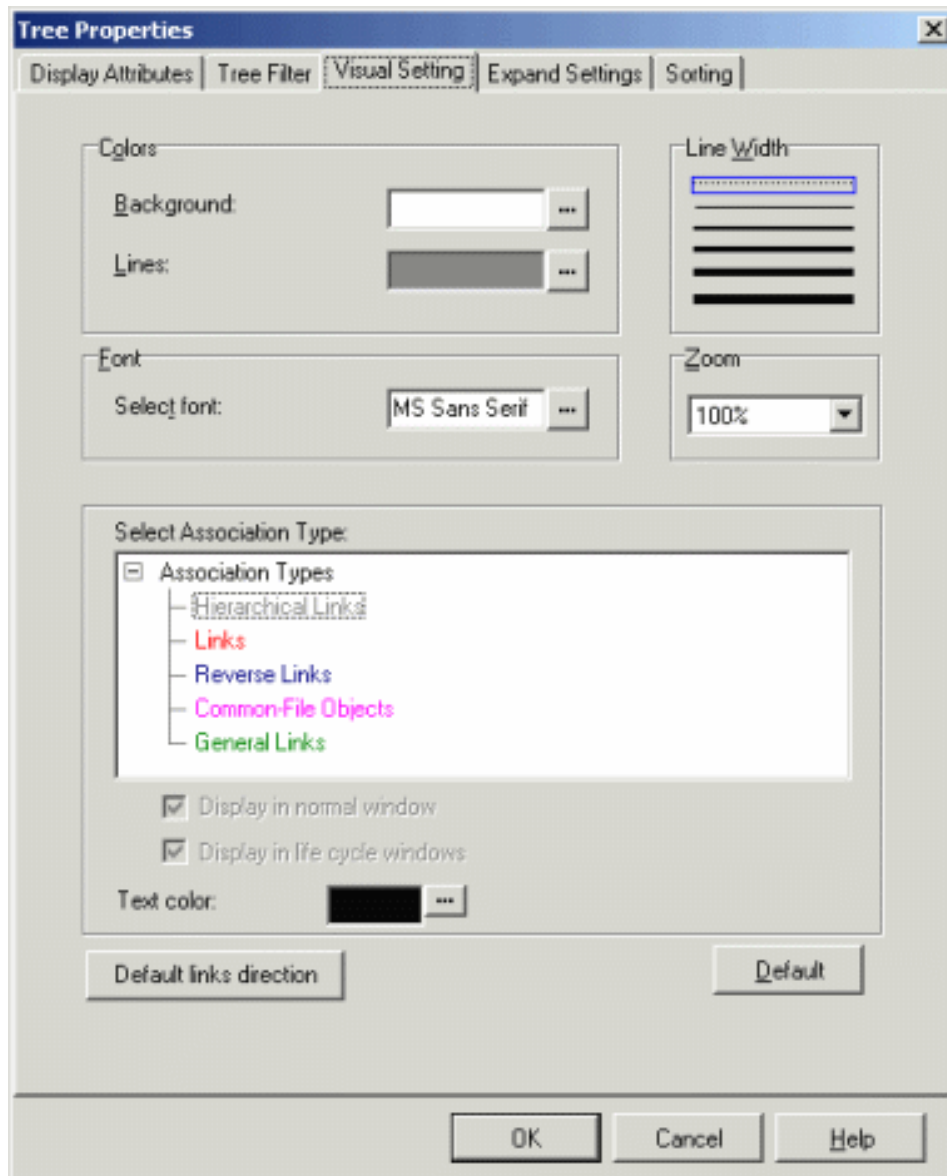 Tree Properties
Display Attributes Tree Filter Visual Setting Expand Settings Sorting
Colors
Background:
...
Lines:
...
Line Width
Font
Select font:
MS Sans Serif
...
Zoom
100%
Select Association Type:
Association Types
Hierarchical Links
Links
Reverse Links
Common-File Objects
General Links
Display in normal window
Display in life cycle windows
Text color:
...
Default links direction
Default
OK Cancel Help